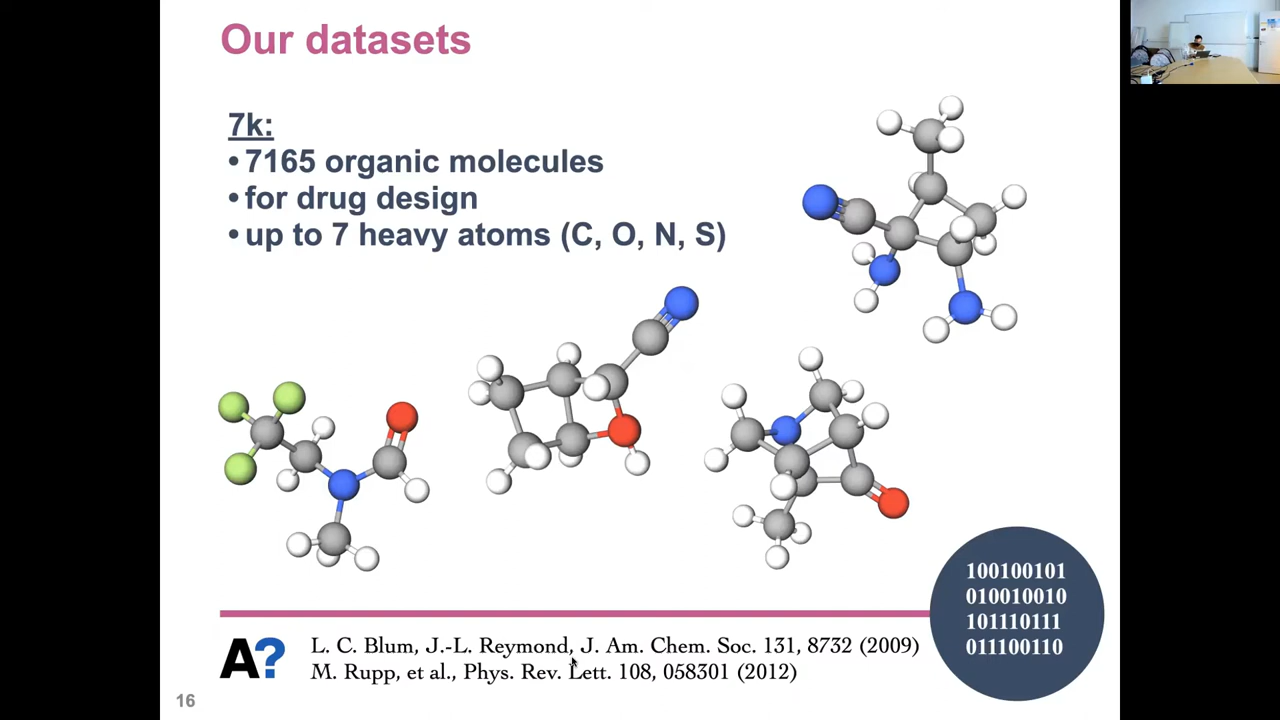 Our datasets
7k:
• 7165 organic molecules
• for drug design
• up to 7 heavy atoms (C, O, N, S)
100100101
010010010
101110111
011100110
A?
L. C. Blum, J.-L. Reymond, J. Am. Chem. Soc. 131, 8732 (2009)
M. Rupp, et al., Phys. Rev. Lett. 108, 058301 (2012)
16